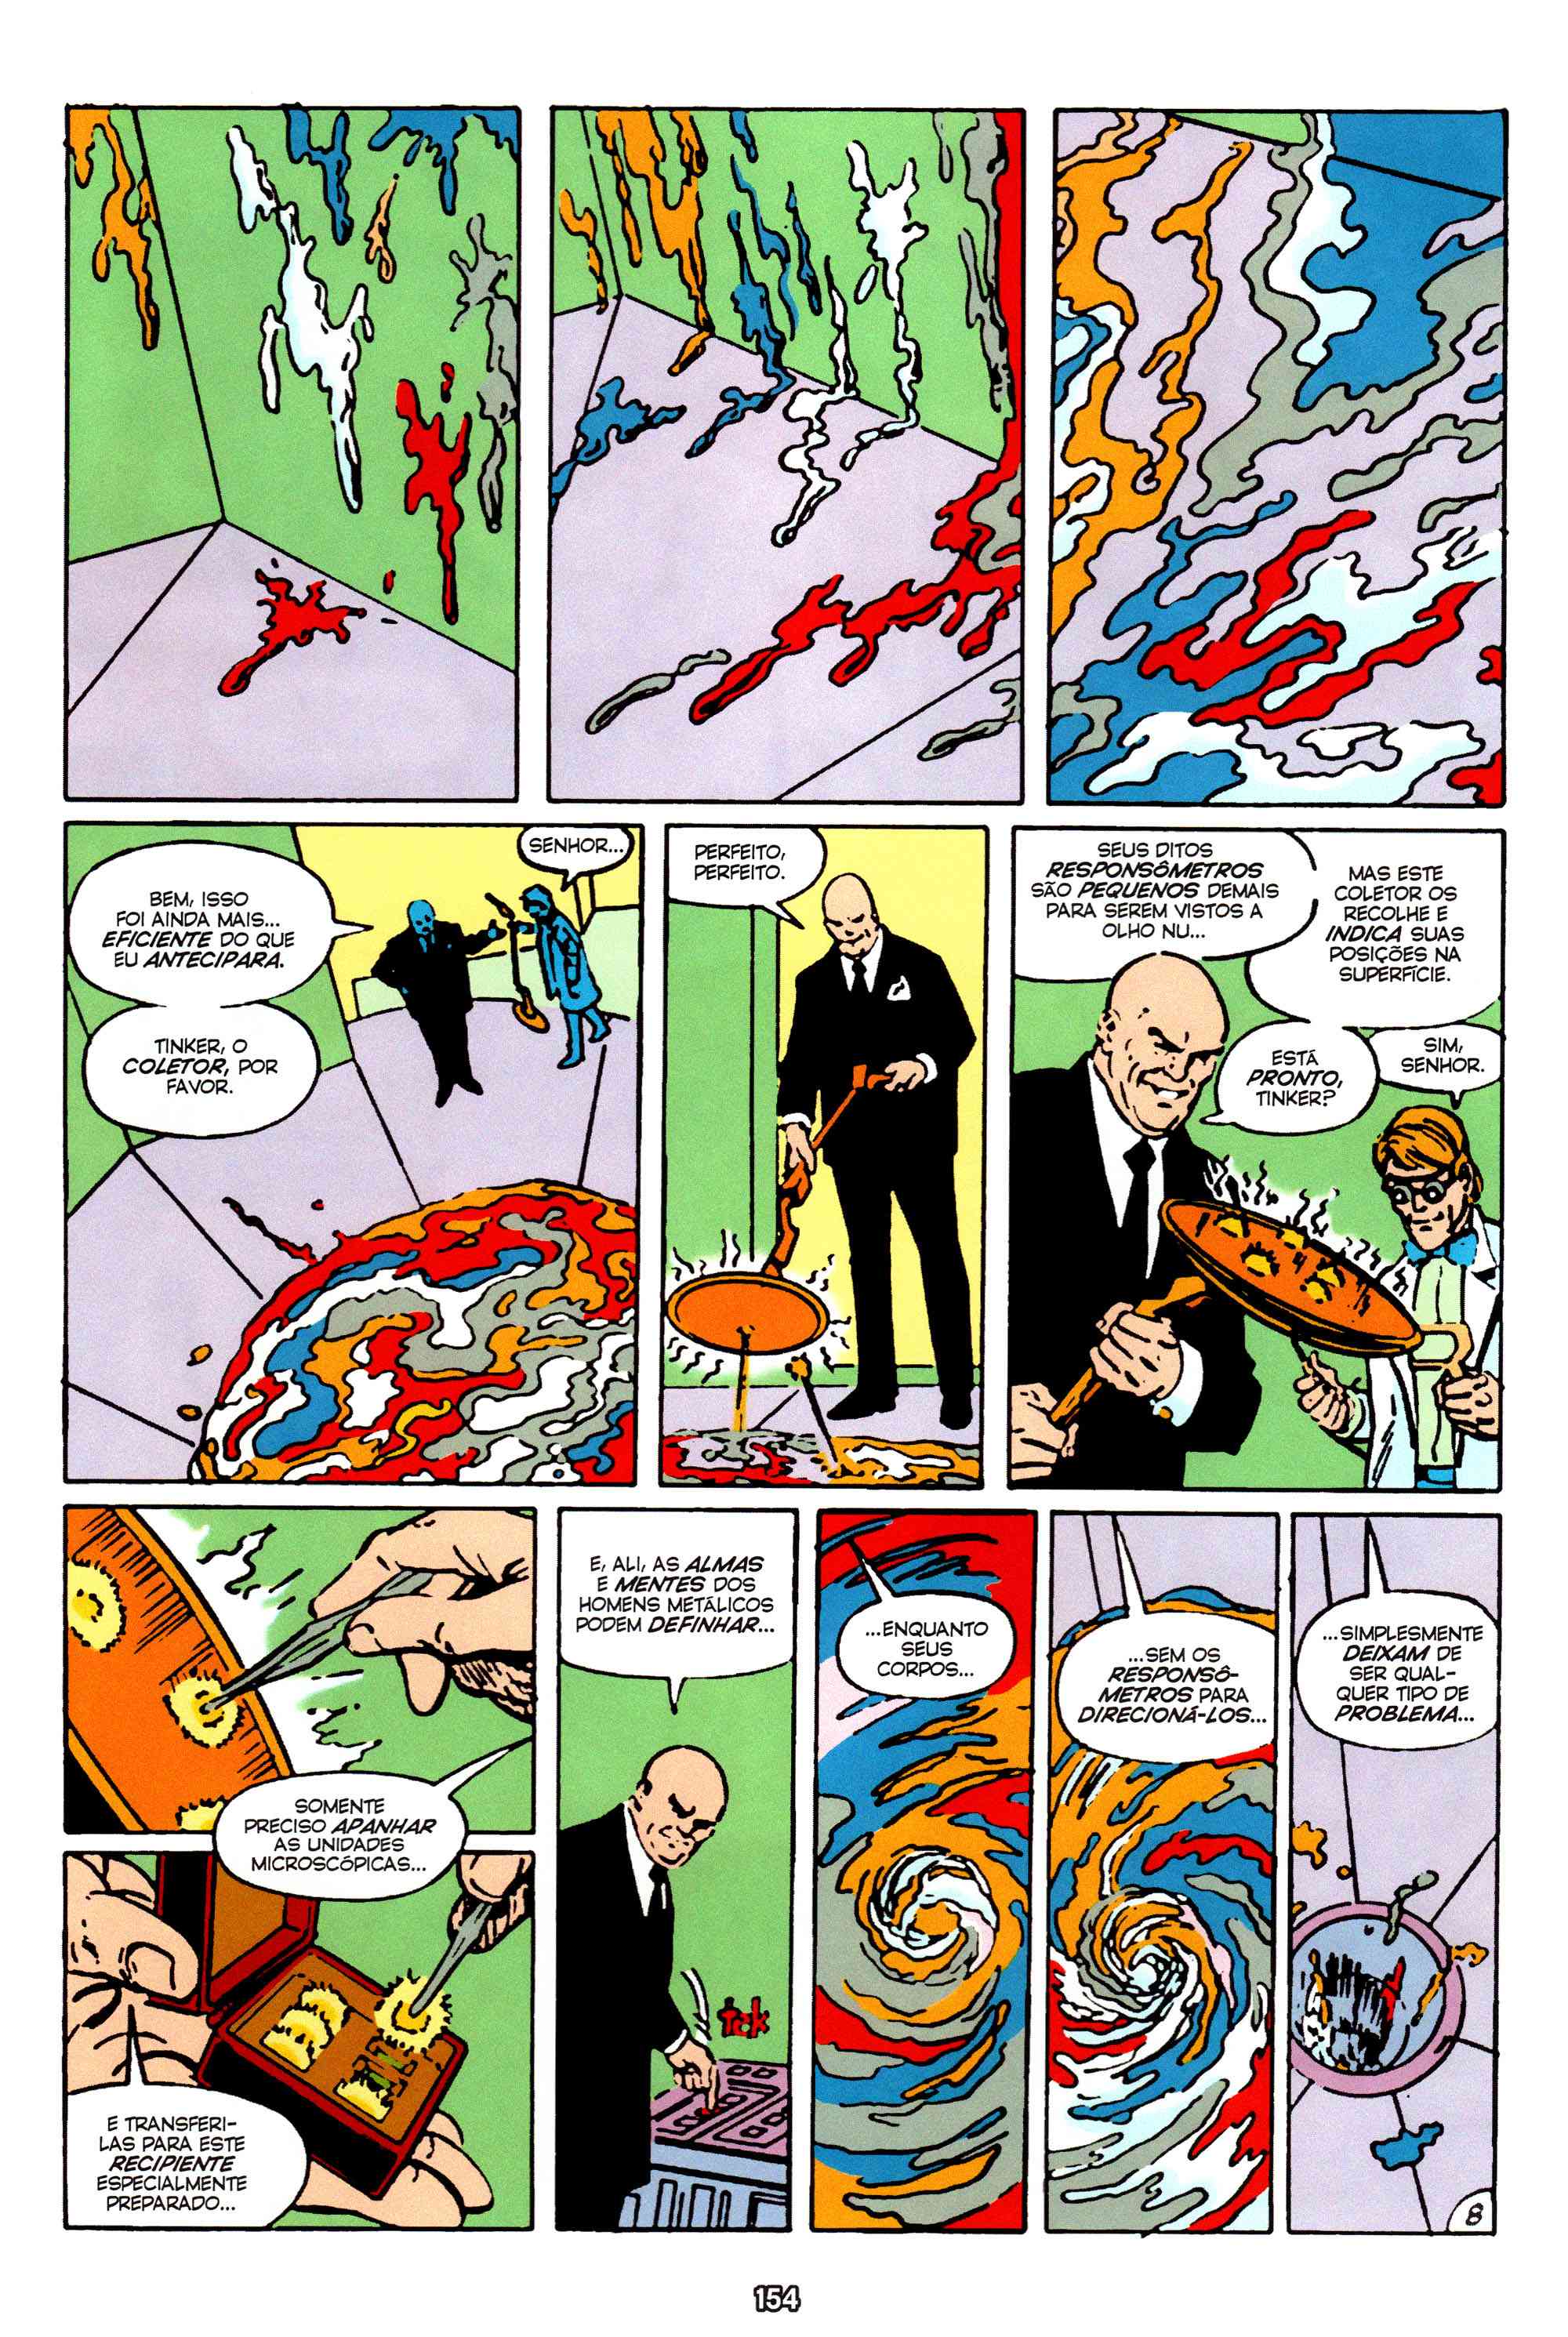 BEM, ISSO
FOI AINDA MAIS...
EFICIENTE DO QUE
EU ANTECIPARA.
TINKER, O
COLETOR, POR
FAVOR.
SENHOR...
PERFEITO,
PERFEITO.
SEUS DITOS
RESPONSÔMETROS
SÃO PEQUENOS DEMAIS
PARA SEREM VISTOS A
OLHO NU...
MAS ESTE
COLETOR OS
RECOLHE E
INDICA SUAS
POSIÇÕES NA
SUPERFÍCIE.
ESTÁ
PRONTO,
TINKER?
SIM,
SENHOR.
SOMENTE
PRECISO APANHAR
AS UNIDADES
MICROSCÓPICAS...
E TRANSFERI-
LAS PARA ESTE
RECIPIENTE
ESPECIALMENTE
PREPARADO...
E, ALI, AS ALMAS
E MENTES DOS
HOMENS METÁLICOS
PODEM DEFINHAR...
TAK
...ENQUANTO
SEUS
CORPOS...
...SEM OS
RESPONSÔ-
METROS PARA
DIRECIONÁ-LOS...
...SIMPLESMENTE
DEIXAM DE
SER QUAL-
QUER TIPO DE
PROBLEMA...
8
154